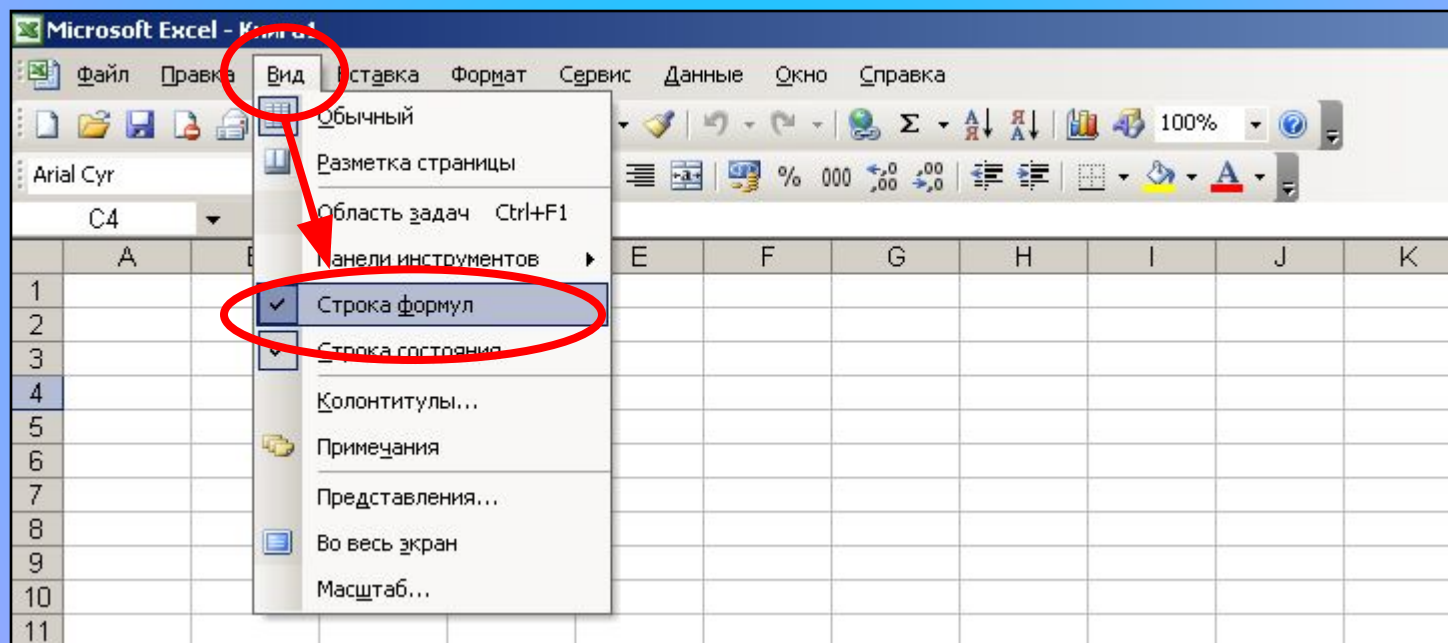 Microsoft Excel - Книга1
Файл Правка Вид Вставка Формат Сервис Данные Окно Справка
100%
Arial Cyr
% 000
C4
A
E F G H I J K
Обычный
Разметка страницы
Область задач Ctrl+F1
Панели инструментов
Строка формул
Строка состояния
Колонтитулы...
Примечания
Представления...
Во весь экран
Масштаб...
1
2
3
4
5
6
7
8
9
10
11